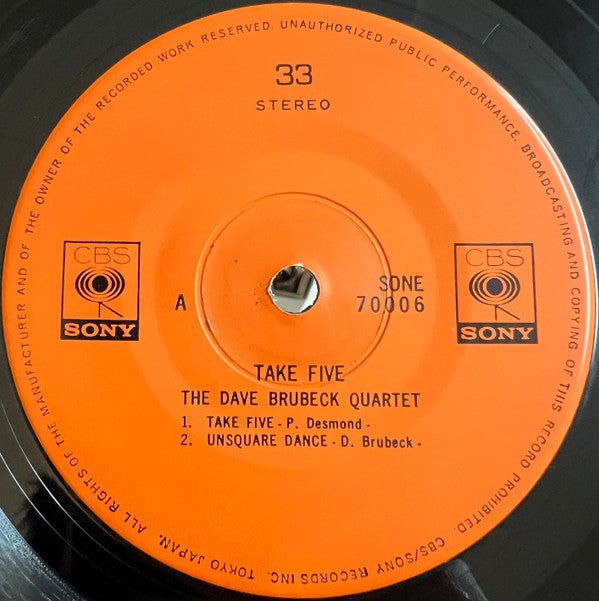 ALL RIGHTS OF THE MANUFACTURER AND OF THE OWNER OF THE RECORDED WORK RESERVED. UNAUTHORIZED PUBLIC PERFORMANCE, BROADCASTING AND COPYING OF THIS RECORD PROHIBITED. CBS/SONY RECORDS INC. TOKYO JAPAN.
33
STEREO
CBS
SONY
CBS
SONY
A
SONE
70006
TAKE FIVE
THE DAVE BRUBECK QUARTET
1. TAKE FIVE - P. Desmond -
2. UNSQUARE DANCE - D. Brubeck -